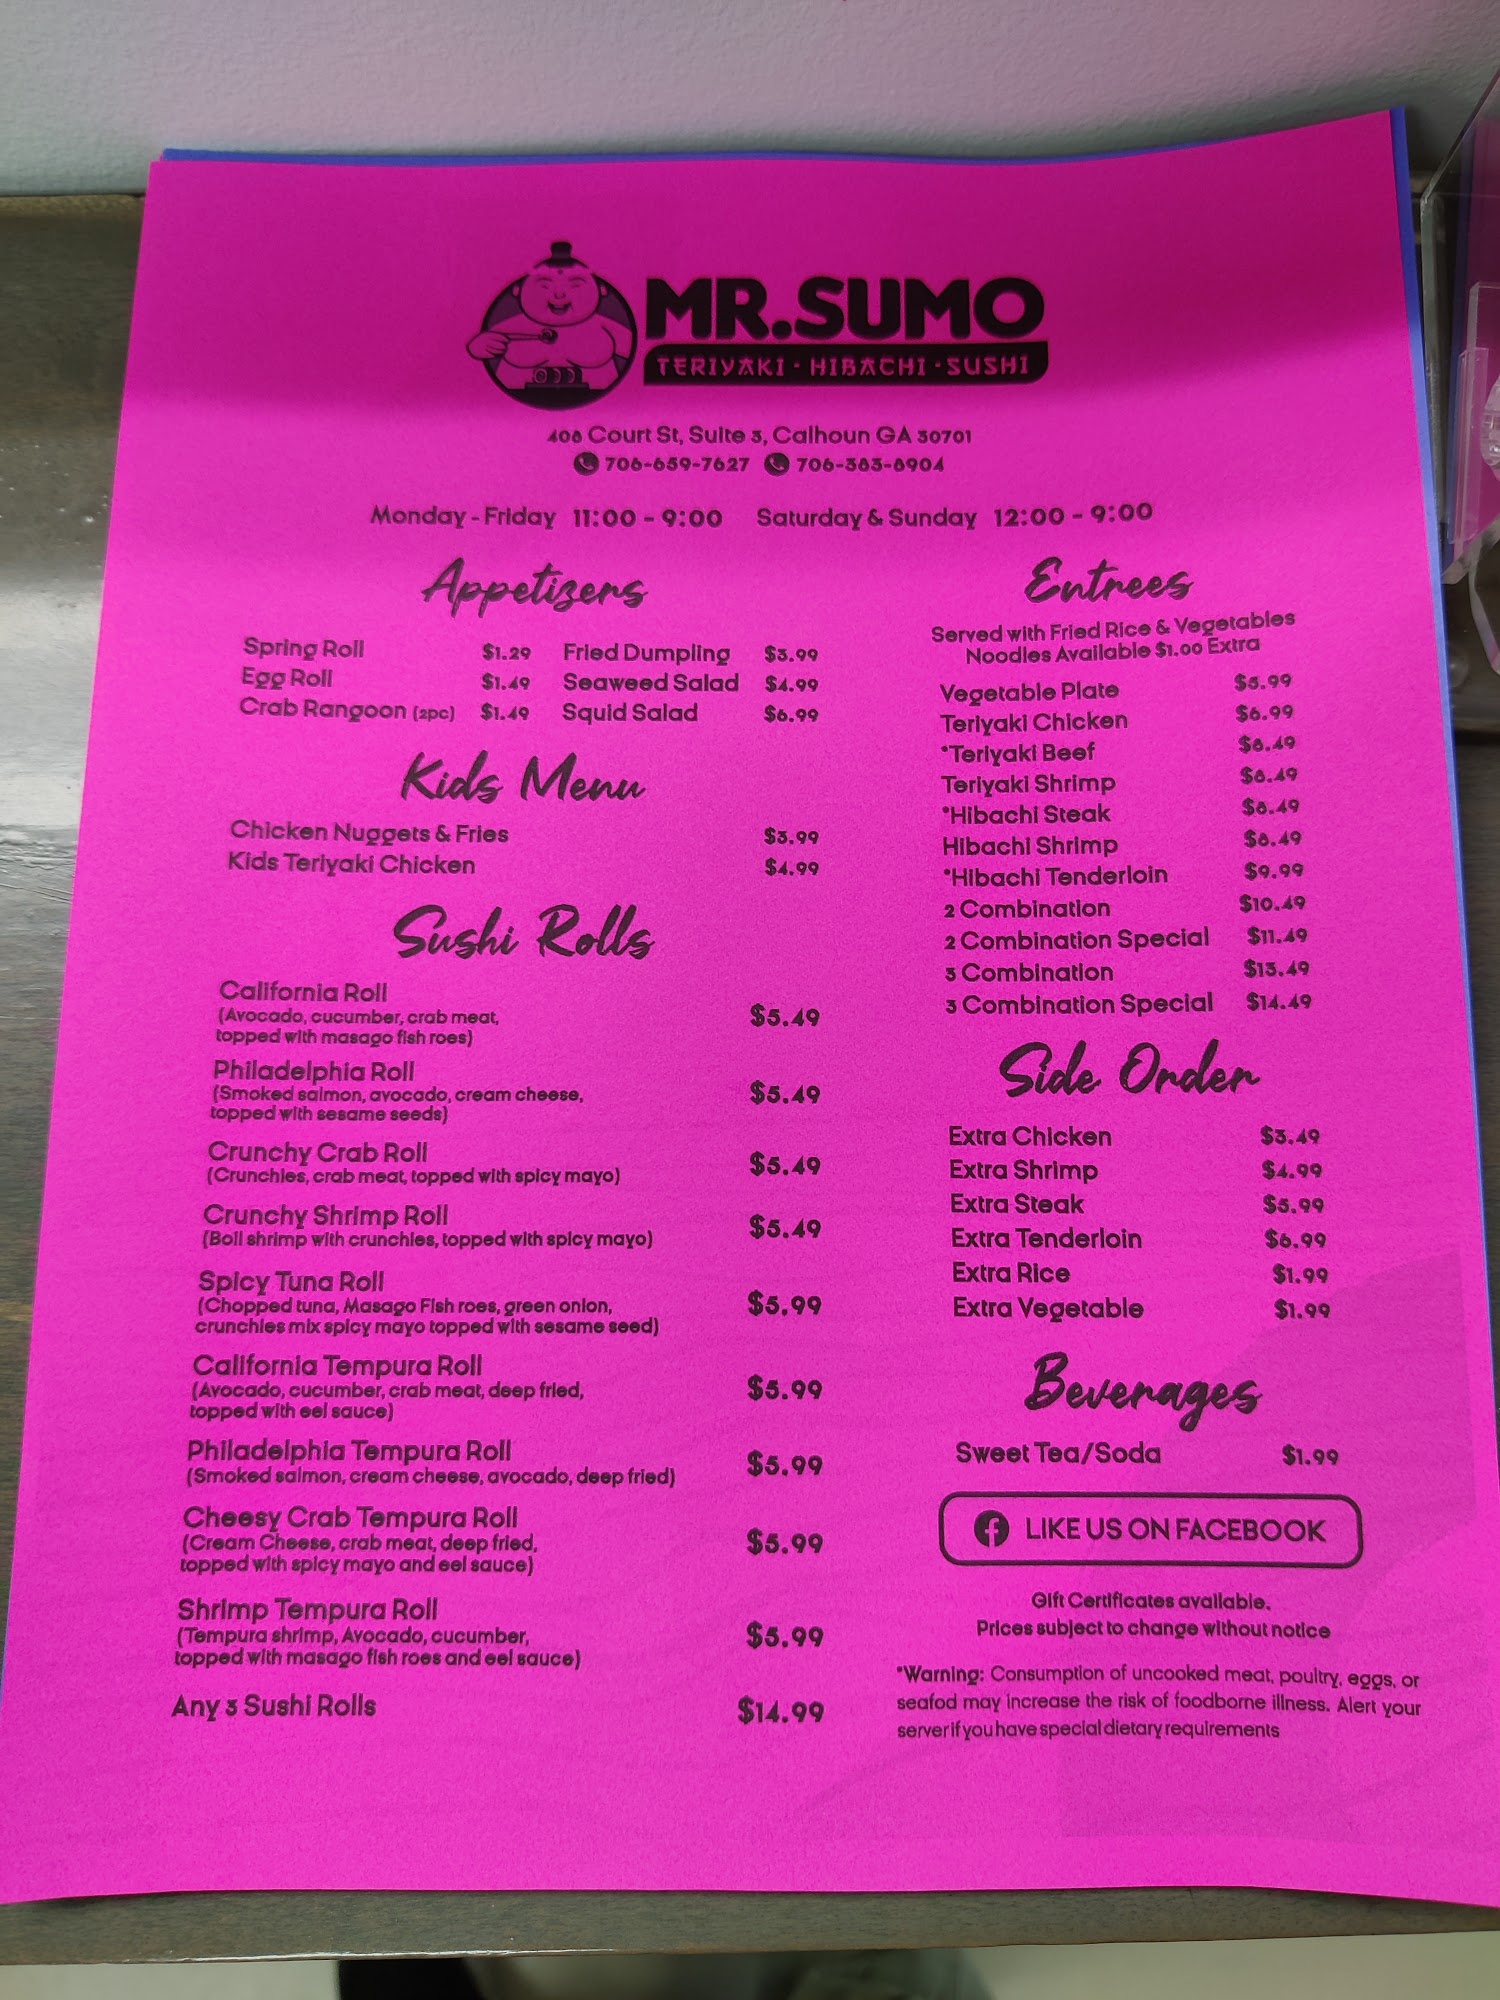 MR.SUMO
TERIYAKI · HIBACHI · SUSHI
408 Court St, Suite 3, Calhoun GA 30701
706-659-7627 706-383-8904
Monday - Friday 11:00 - 9:00 Saturday & Sunday 12:00 - 9:00
Appetizers
Spring Roll $1.29 Fried Dumpling $3.99
Egg Roll $1.49 Seaweed Salad $4.99
Crab Rangoon (2pc) $1.49 Squid Salad $6.99
Kids Menu
Chicken Nuggets & Fries $3.99
Kids Teriyaki Chicken $4.99
Sushi Rolls
California Roll
(Avocado, cucumber, crab meat, $5.49
topped with masago fish roes)
Philadelphia Roll
(Smoked salmon, avocado, cream cheese, $5.49
topped with sesame seeds)
Crunchy Crab Roll
(Crunchies, crab meat, topped with spicy mayo) $5.49
Crunchy Shrimp Roll
(Boil shrimp with crunchies, topped with spicy mayo) $5.49
Spicy Tuna Roll
(Chopped tuna, Masago Fish roes, green onion, $5.99
crunchies mix spicy mayo topped with sesame seed)
California Tempura Roll
(Avocado, cucumber, crab meat, deep fried, $5.99
topped with eel sauce)
Philadelphia Tempura Roll
(Smoked salmon, cream cheese, avocado, deep fried) $5.99
Cheesy Crab Tempura Roll
(Cream Cheese, crab meat, deep fried, $5.99
topped with spicy mayo and eel sauce)
Shrimp Tempura Roll
(Tempura shrimp, Avocado, cucumber, $5.99
topped with masago fish roes and eel sauce)
Any 3 Sushi Rolls $14.99
Entrees
Served with Fried Rice & Vegetables
Noodles Available $1.00 Extra
Vegetable Plate $5.99
Teriyaki Chicken $6.99
*Teriyaki Beef $8.49
Teriyaki Shrimp $8.49
*Hibachi Steak $8.49
Hibachi Shrimp $8.49
*Hibachi Tenderloin $9.99
2 Combination $10.49
2 Combination Special $11.49
3 Combination $13.49
3 Combination Special $14.49
Side Order
Extra Chicken $3.49
Extra Shrimp $4.99
Extra Steak $5.99
Extra Tenderloin $6.99
Extra Rice $1.99
Extra Vegetable $1.99
Beverages
Sweet Tea/Soda $1.99
LIKE US ON FACEBOOK
Gift Certificates available.
Prices subject to change without notice
*Warning: Consumption of uncooked meat, poultry, eggs, or
seafod may increase the risk of foodborne illness. Alert your
server if you have special dietary requirements